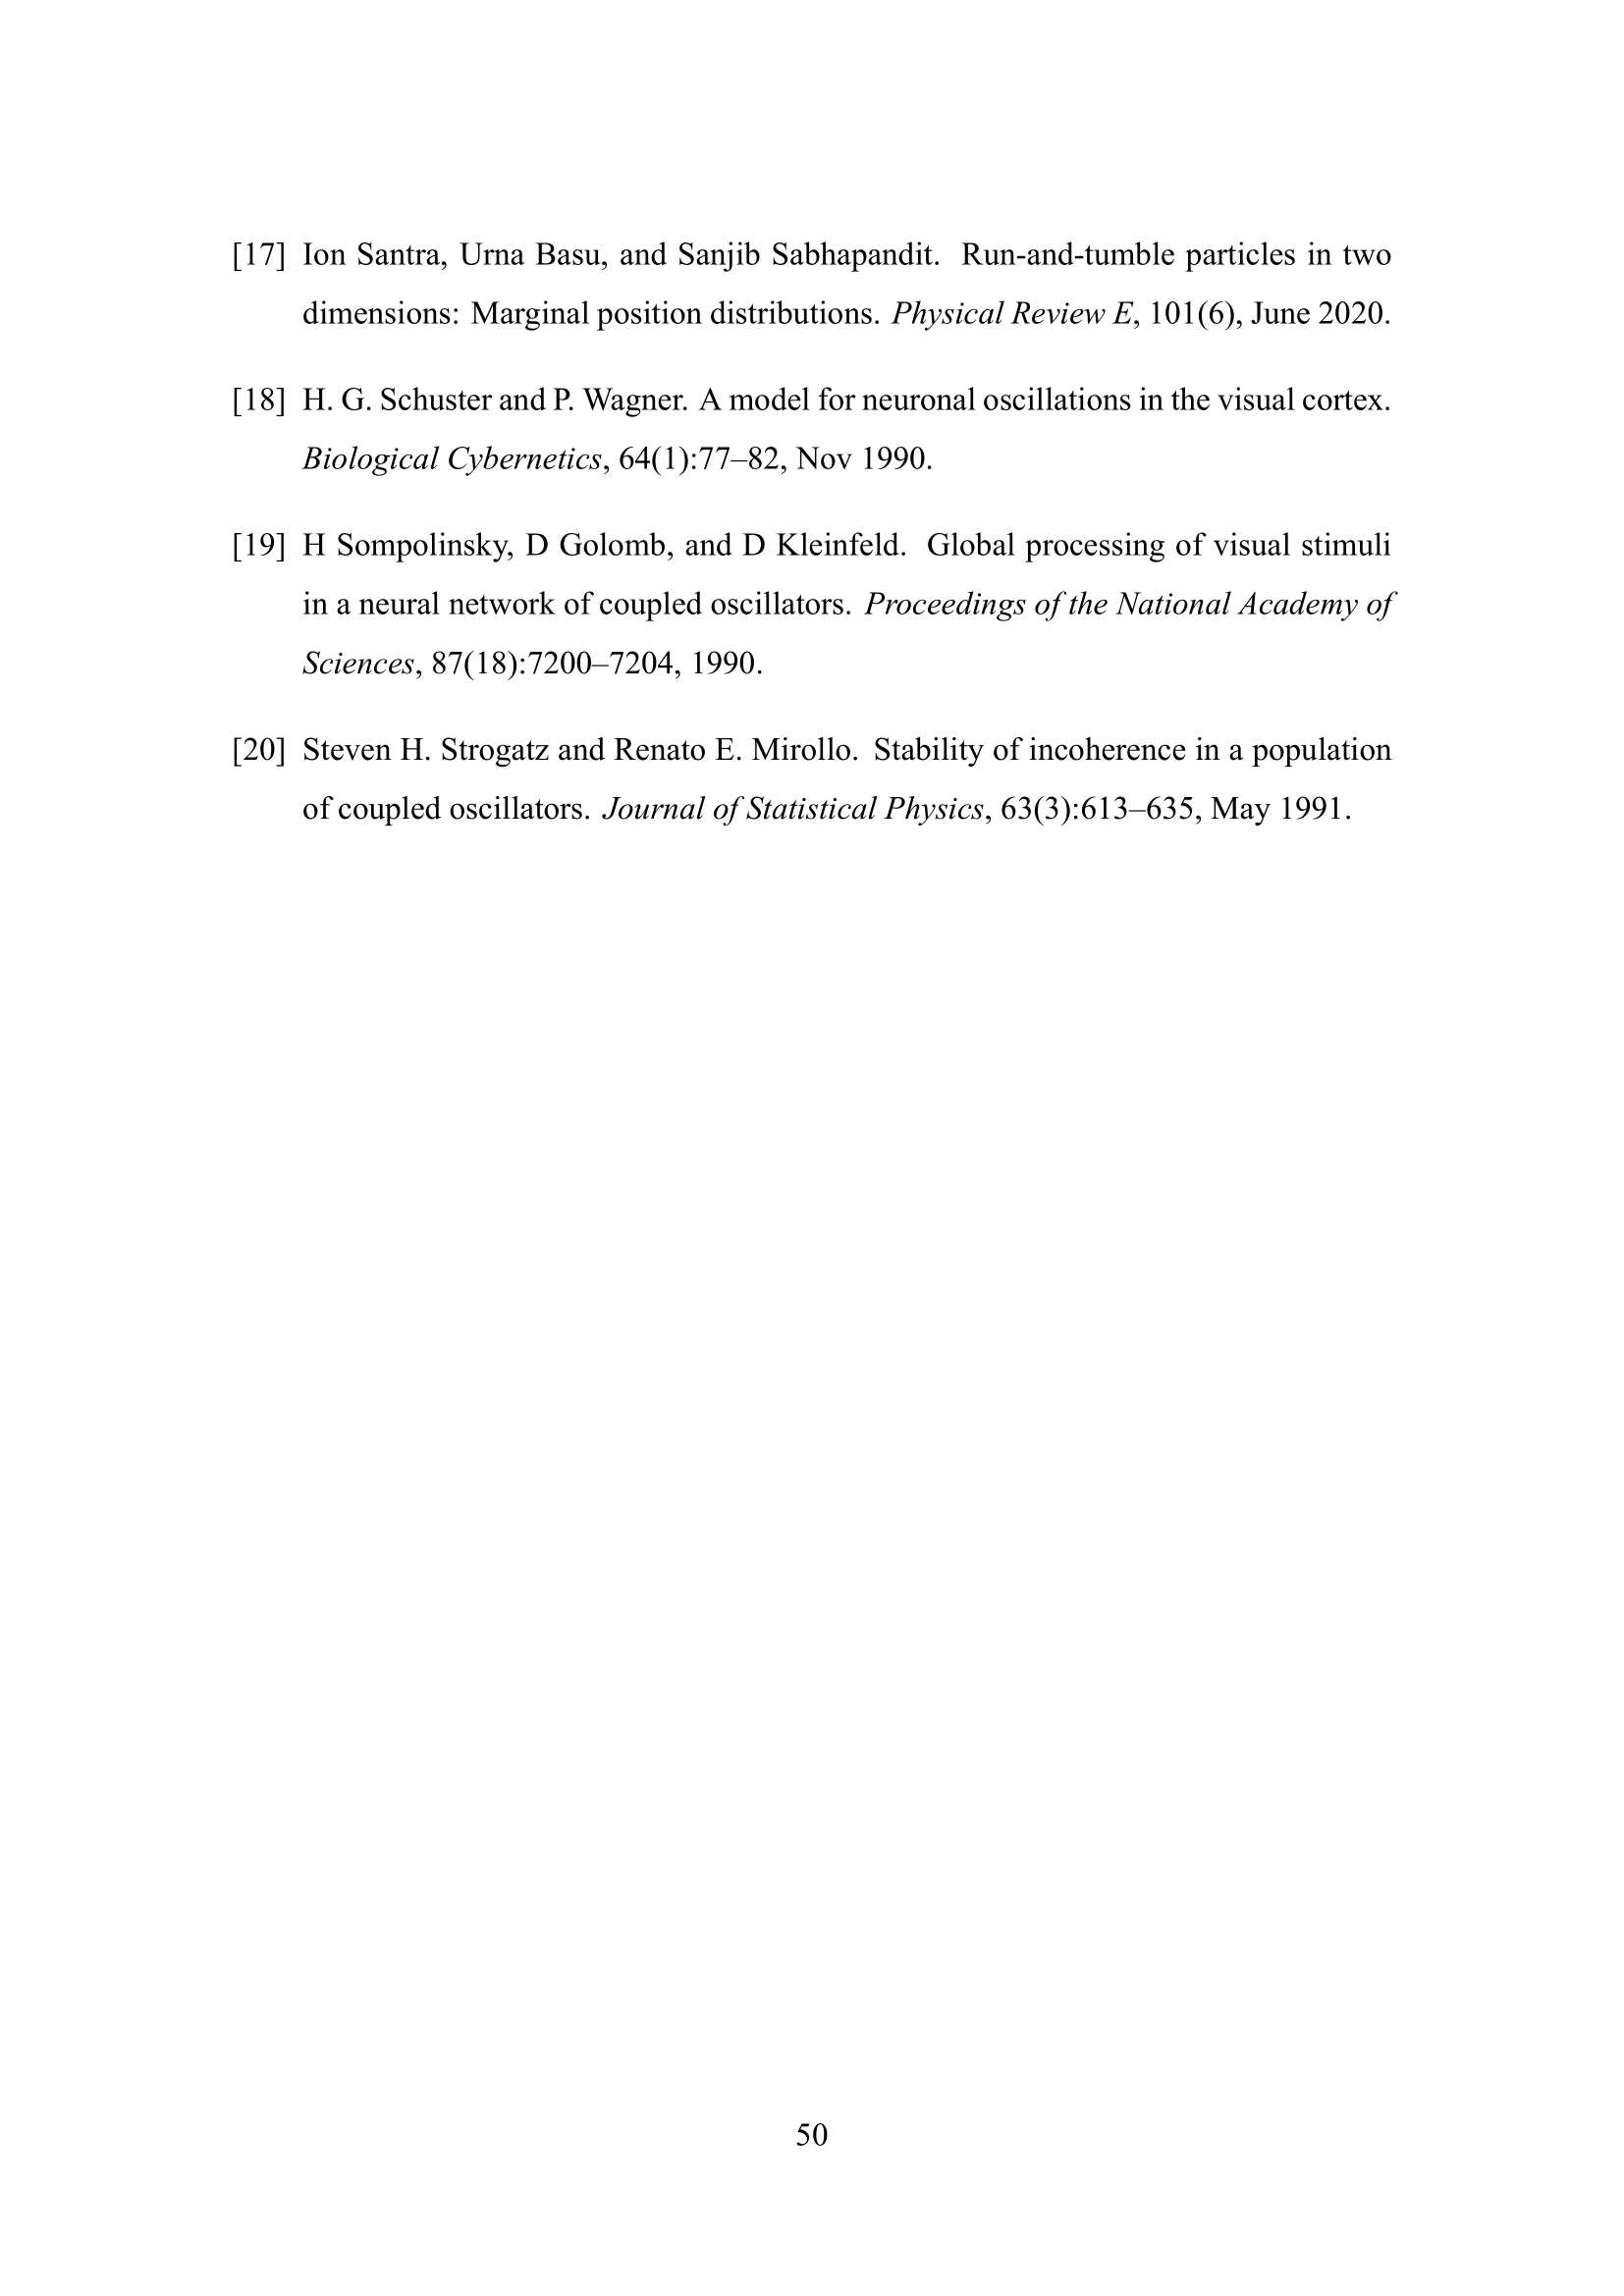 [17] Ion Santra, Urna Basu, and Sanjib Sabhapandit. Run-and-tumble particles in two
dimensions: Marginal position distributions. Physical Review E, 101(6), June 2020.
[18] H. G. Schuster and P. Wagner. A model for neuronal oscillations in the visual cortex.
Biological Cybernetics, 64(1):77–82, Nov 1990.
[19] H Sompolinsky, D Golomb, and D Kleinfeld. Global processing of visual stimuli
in a neural network of coupled oscillators. Proceedings of the National Academy of
Sciences, 87(18):7200–7204, 1990.
[20] Steven H. Strogatz and Renato E. Mirollo. Stability of incoherence in a population
of coupled oscillators. Journal of Statistical Physics, 63(3):613–635, May 1991.
50